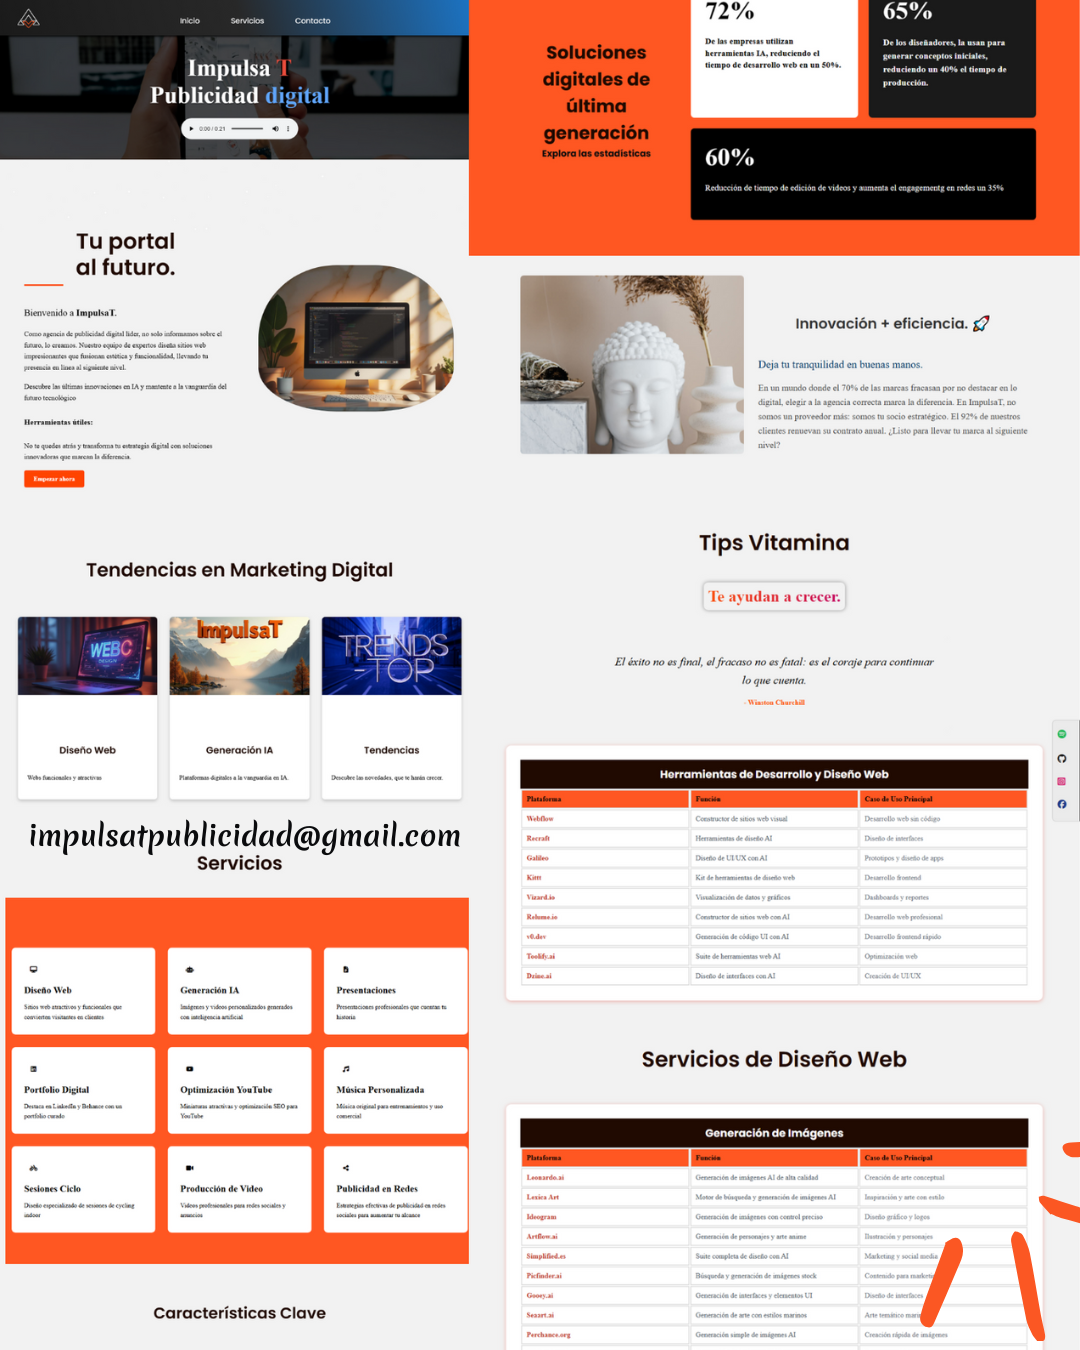 Inicio
Servicios
Contacto
Impulsa T
Publicidad digital
0:00 / 0:21
Tu portal
al futuro.
Bienvenido a ImpulsaT.
Como agencia de publicidad digital líder, no solo informamos sobre el
futuro, lo creamos. Nuestro equipo de expertos diseña sitios web
impresionantes que fusionan estética y funcionalidad, llevando tu
presencia en línea al siguiente nivel.
Descubre las últimas innovaciones en IA y mantente a la vanguardia del
futuro tecnológico
Herramientas útiles:
No te quedes atrás y transforma tu estrategia digital con soluciones
innovadoras que marcan la diferencia.
Empezar ahora
Tendencias en Marketing Digital
WEBC
DESIGN
ImpulsaT
TRENDS
-TOP
Diseño Web
Webs funcionales y atractivas
Generación IA
Plataformas digitales a la vanguardia en IA.
Tendencias
Descubre las novedades, que te harán crecer.
impulsatpublicidad@gmail.com
Servicios
Diseño Web
Sitios web atractivos y funcionales que
convierten visitantes en clientes
Generación IA
Imágenes y videos personalizados generados
con inteligencia artificial
Presentaciones
Presentaciones profesionales que cuentan tu
historia
Portfolio Digital
Destaca en LinkedIn y Behance con un
portfolio curado
Optimización YouTube
Miniaturas atractivas y optimización SEO para
YouTube
Música Personalizada
Música original para entrenamientos y uso
comercial
Sesiones Ciclo
Diseño especializado de sesiones de cycling
indoor
Producción de Video
Videos profesionales para redes sociales y
anuncios
Publicidad en Redes
Estrategias efectivas de publicidad en redes
sociales para aumentar tu alcance
Características Clave
Soluciones
digitales de
última
generación
Explora las estadísticas
72%
De las empresas utilizan
herramientas IA, reduciendo el
tiempo de desarrollo web en un 50%.
65%
De los diseñadores, la usan para
generar conceptos iniciales,
reduciendo un 40% el tiempo de
producción.
60%
Reducción de tiempo de edición de videos y aumenta el engagementg en redes un 35%
Innovación + eficiencia. 🚀
Deja tu tranquilidad en buenas manos.
En un mundo donde el 70% de las marcas fracasan por no destacar en lo
digital, elegir a la agencia correcta marca la diferencia. En ImpulsaT, no
somos un proveedor más: somos tu socio estratégico. El 92% de nuestros
clientes renuevan su contrato anual. ¿Listo para llevar tu marca al siguiente
nivel?
Tips Vitamina
Te ayudan a crecer.
El éxito no es final, el fracaso no es fatal: es el coraje para continuar
lo que cuenta.
- Winston Churchill
Herramientas de Desarrollo y Diseño Web
Plataforma Función Caso de Uso Principal
Webflow Constructor de sitios web visual Desarrollo web sin código
Recraft Herramientas de diseño AI Diseño de interfaces
Galileo Diseño de UI/UX con AI Prototipos y diseño de apps
Kittt Kit de herramientas de diseño web Desarrollo frontend
Vizard.io Visualización de datos y gráficos Dashboards y reportes
Relume.io Constructor de sitios web con AI Desarrollo web profesional
v0.dev Generación de código UI con AI Desarrollo frontend rápido
Toolify.ai Suite de herramientas web AI Optimización web
Dzine.ai Diseño de interfaces con AI Creación de UI/UX
Servicios de Diseño Web
Generación de Imágenes
Plataforma Función Caso de Uso Principal
Leonardo.ai Generación de imágenes AI de alta calidad Creación de arte conceptual
Lexica Art Motor de búsqueda y generación de imágenes AI Inspiración y arte con estilo
Ideogram Generación de imágenes con control preciso Diseño gráfico y logos
Artflow.ai Generación de personajes y arte anime Ilustración y personajes
Simplified.es Suite completa de diseño con AI Marketing y social media
Picfinder.ai Búsqueda y generación de imágenes stock Contenido para
Gooey.ai Generación de interfaces y elementos UI Diseño de interfaces
Seaart.ai Generación de arte con estilos marinos Arte temático
Perchance.org Generación simple de imágenes AI Creación rápida de imágenes